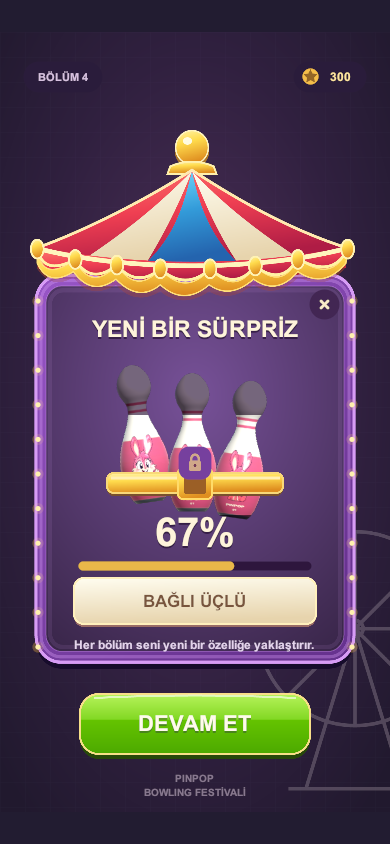 BÖLÜM 4
300
YENİ BİR SÜRPRİZ
67%
BAĞLI ÜÇLÜ
Her bölüm seni yeni bir özelliğe yaklaştırır.
DEVAM ET
PINPOP
BOWLING FESTİVALİ